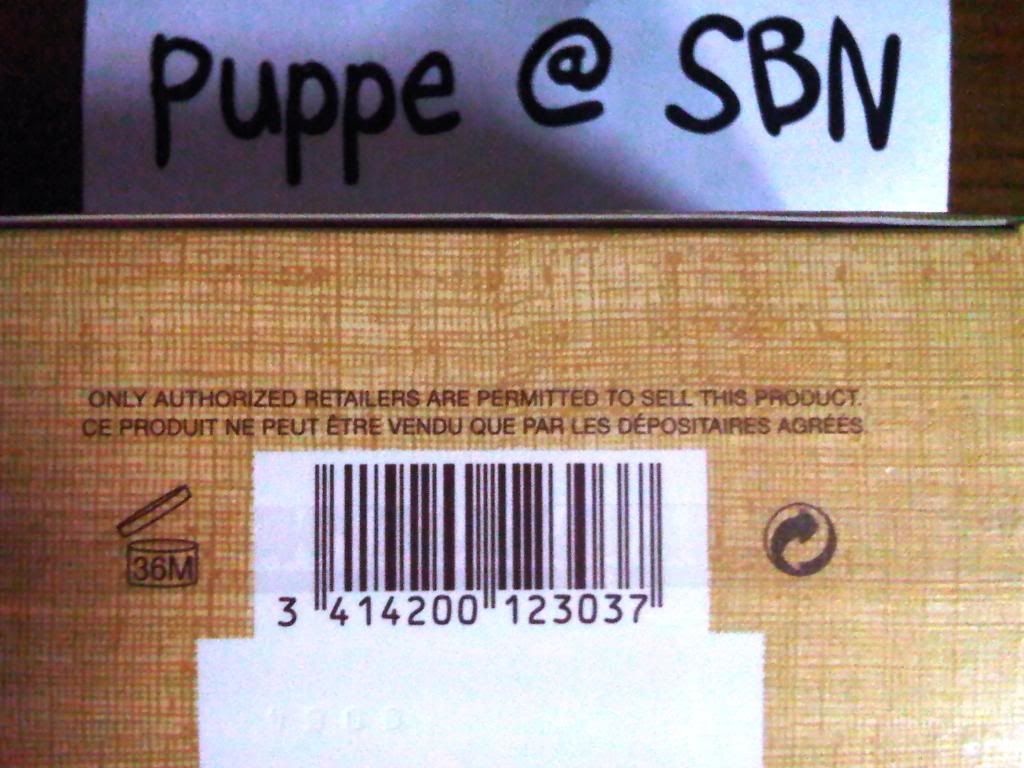 Puppe @ SBN
ONLY AUTHORIZED RETAILERS ARE PERMITTED TO SELL THIS PRODUCT.
CE PRODUIT NE PEUT ÊTRE VENDU QUE PAR LES DÉPOSITAIRES AGRÉES.
36M
3 414200 123037